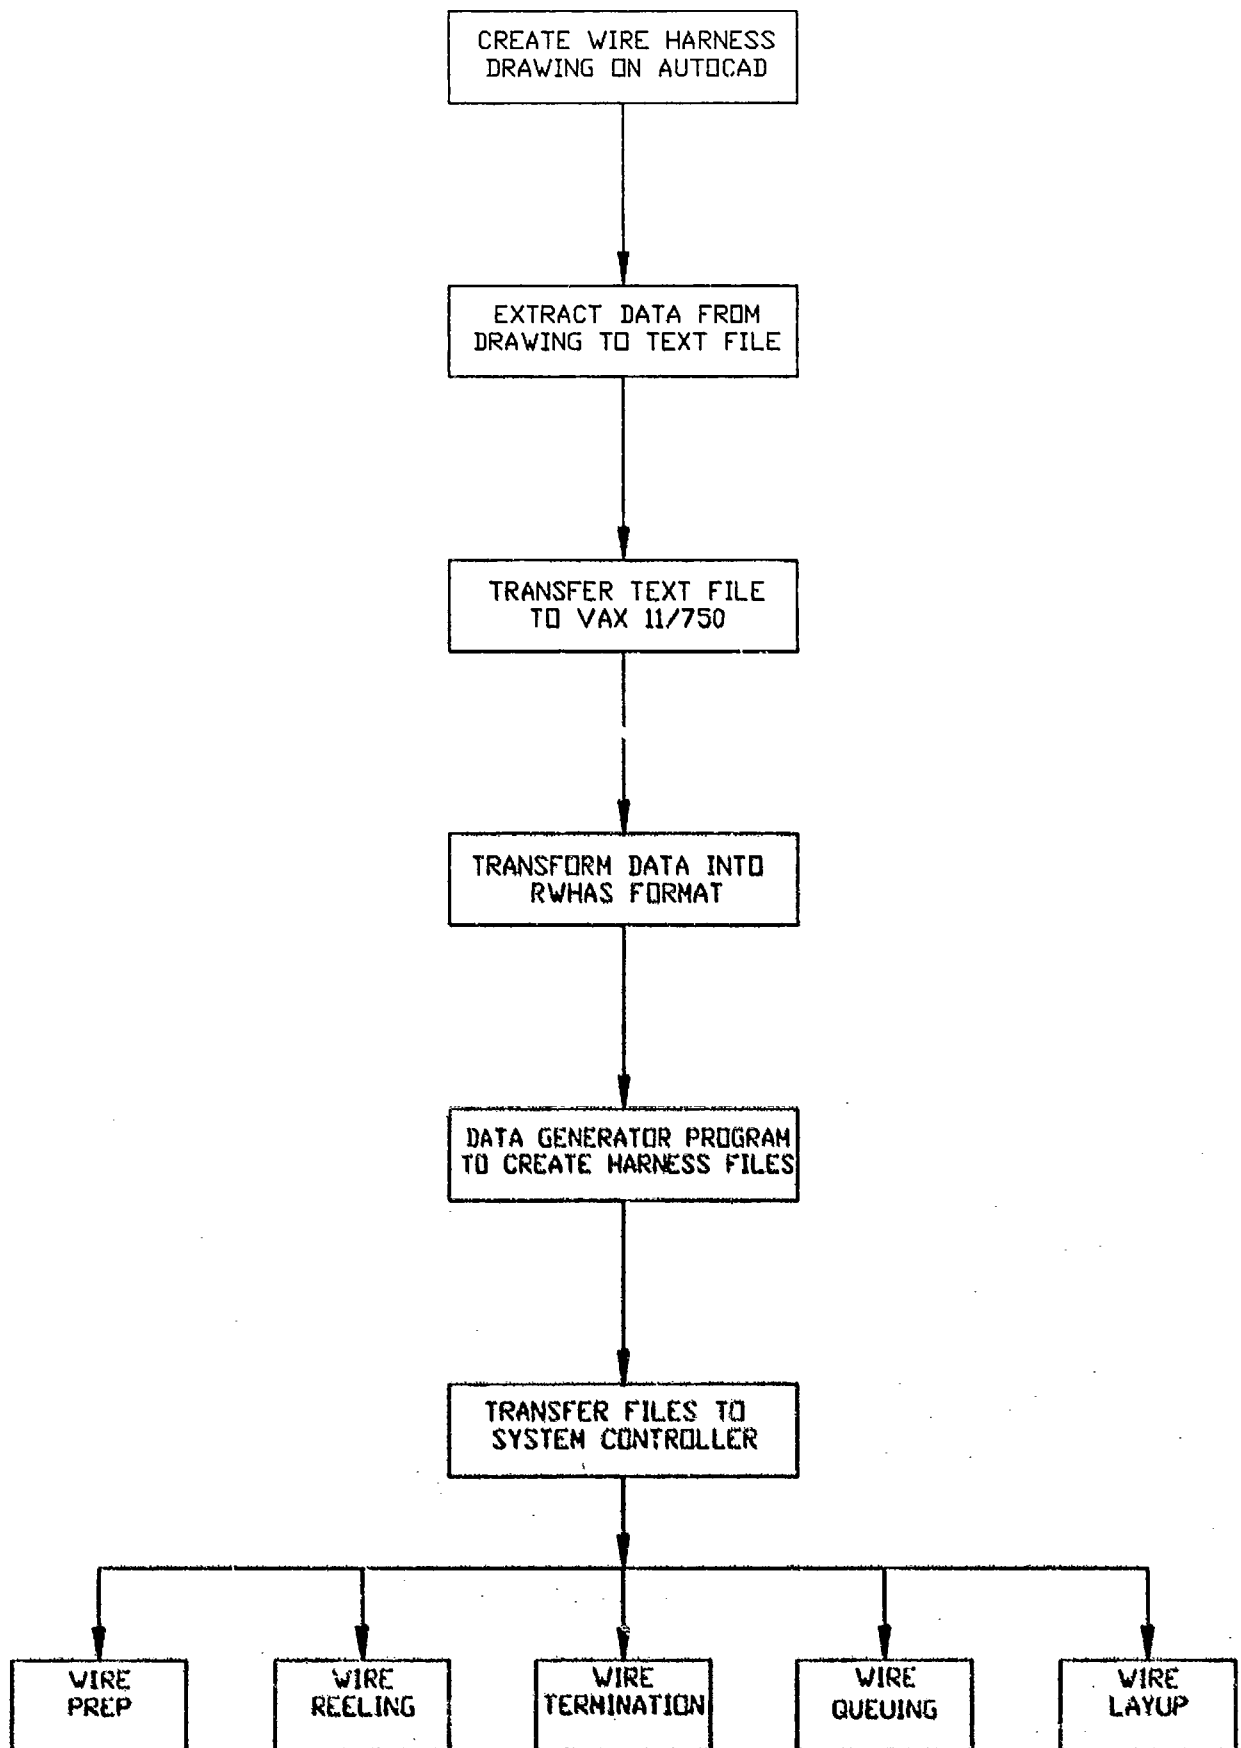 CREATE WIRE HARNESS
DRAWING ON AUTOCAD
EXTRACT DATA FROM
DRAWING TO TEXT FILE
TRANSFER TEXT FILE
TO VAX 11/750
TRANSFORM DATA INTO
RWHAS FORMAT
DATA GENERATOR PROGRAM
TO CREATE HARNESS FILES
TRANSFER FILES TO
SYSTEM CONTROLLER
WIRE
PREP
WIRE
REELING
WIRE
TERMINATION
WIRE
QUEUING
WIRE
LAYUP